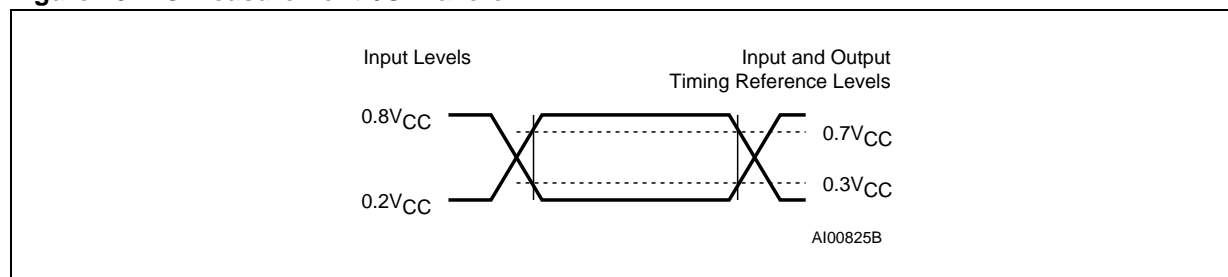 Input Levels
Input and Output
Timing Reference Levels
0.8VCC
0.7VCC
0.3VCC
0.2VCC
AI00825B